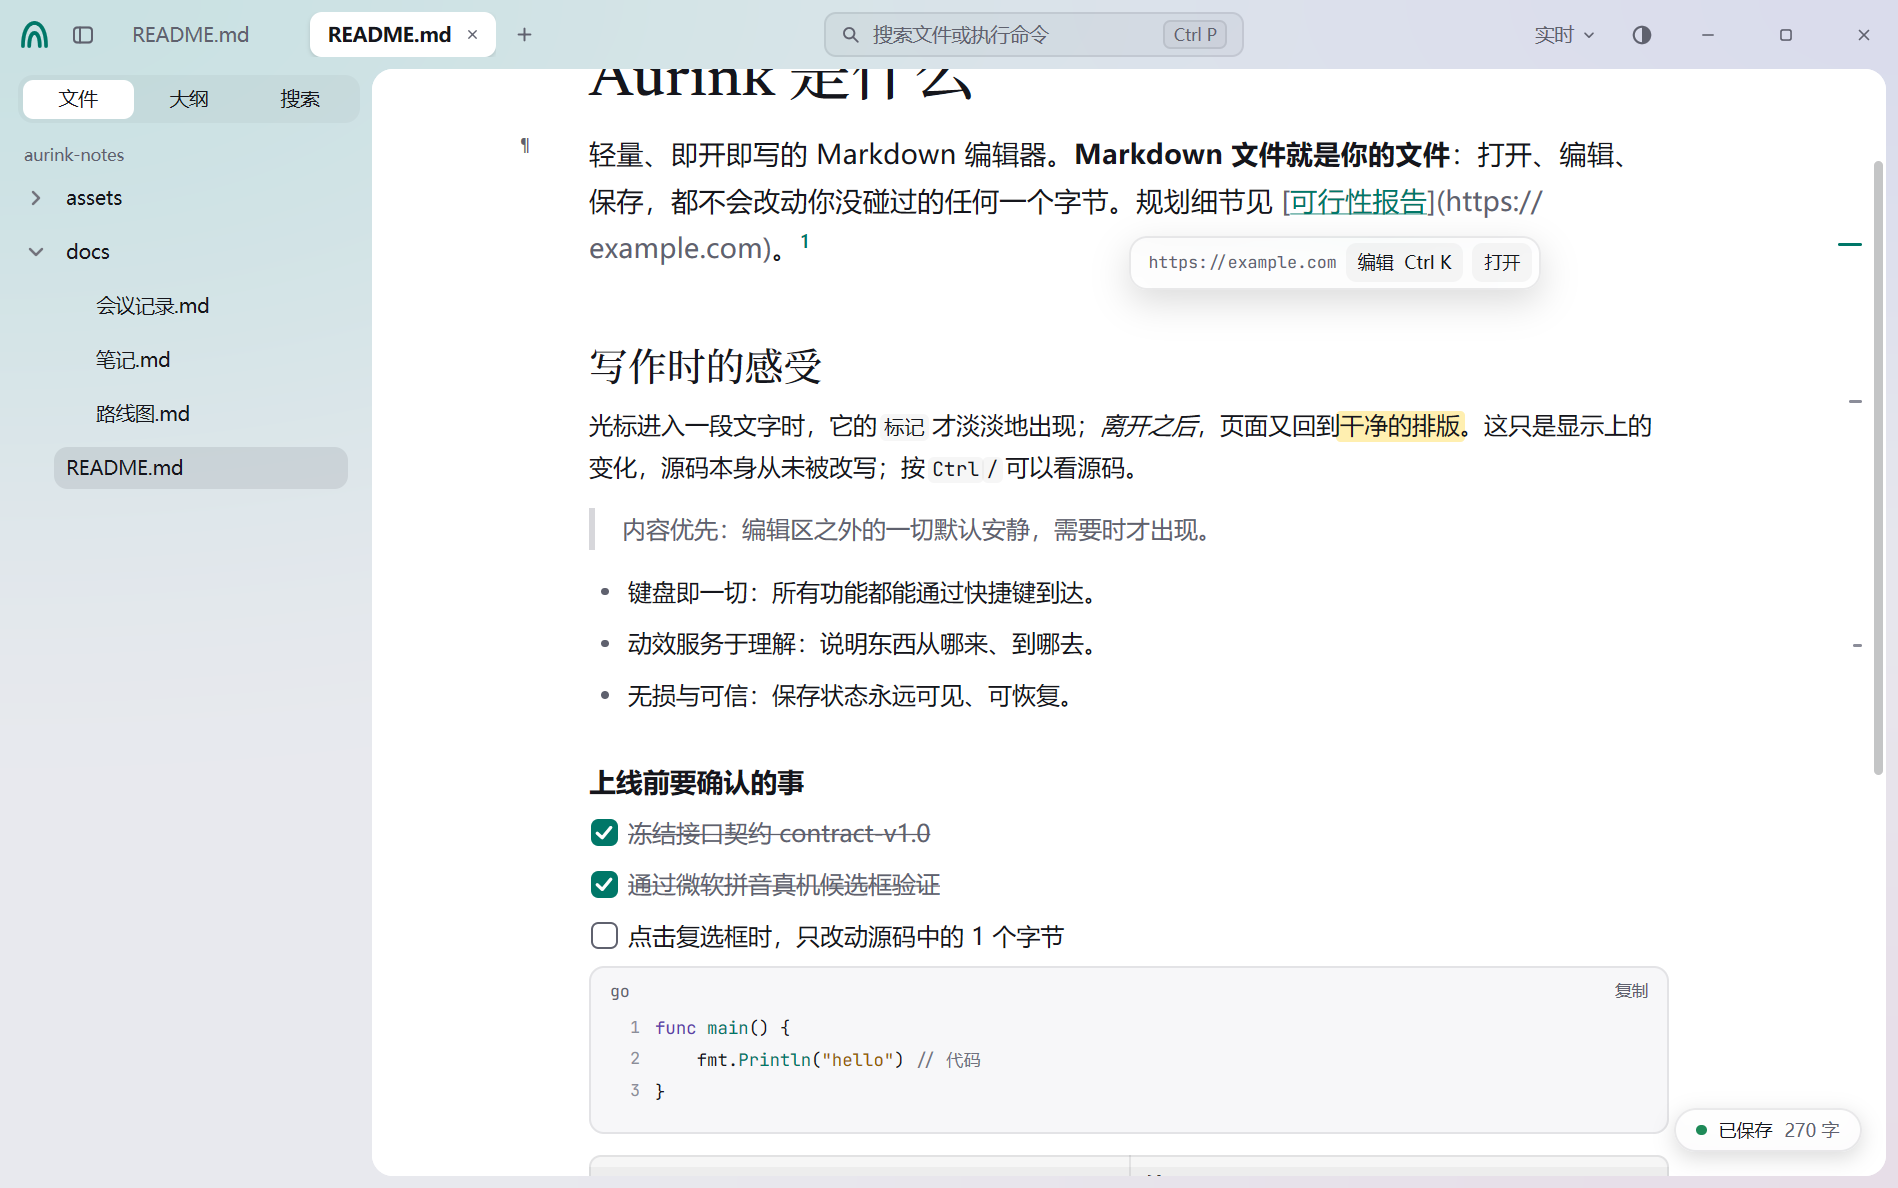 README.md
README.md
搜索文件或执行命令 Ctrl P
实时
文件 大纲 搜索
aurink-notes
assets
docs
会议记录.md
笔记.md
路线图.md
README.md
Aurink 是什么
¶
轻量、即开即写的 Markdown 编辑器。Markdown 文件就是你的文件：打开、编辑、
保存，都不会改动你没碰过的任何一个字节。规划细节见 [可行性报告](https://
example.com)。1
https://example.com 编辑 Ctrl K 打开
写作时的感受
光标进入一段文字时，它的 标记 才淡淡地出现；离开之后，页面又回到干净的排版。这只是显示上的
变化，源码本身从未被改写；按 Ctrl / 可以看源码。
内容优先：编辑区之外的一切默认安静，需要时才出现。
• 键盘即一切：所有功能都能通过快捷键到达。
• 动效服务于理解：说明东西从哪来、到哪去。
• 无损与可信：保存状态永远可见、可恢复。
上线前要确认的事
冻结接口契约 contract-v1.0
通过微软拼音真机候选框验证
点击复选框时，只改动源码中的 1 个字节
go 复制
1 func main() {
2 fmt.Println("hello") // 代码
3 }
已保存 270 字